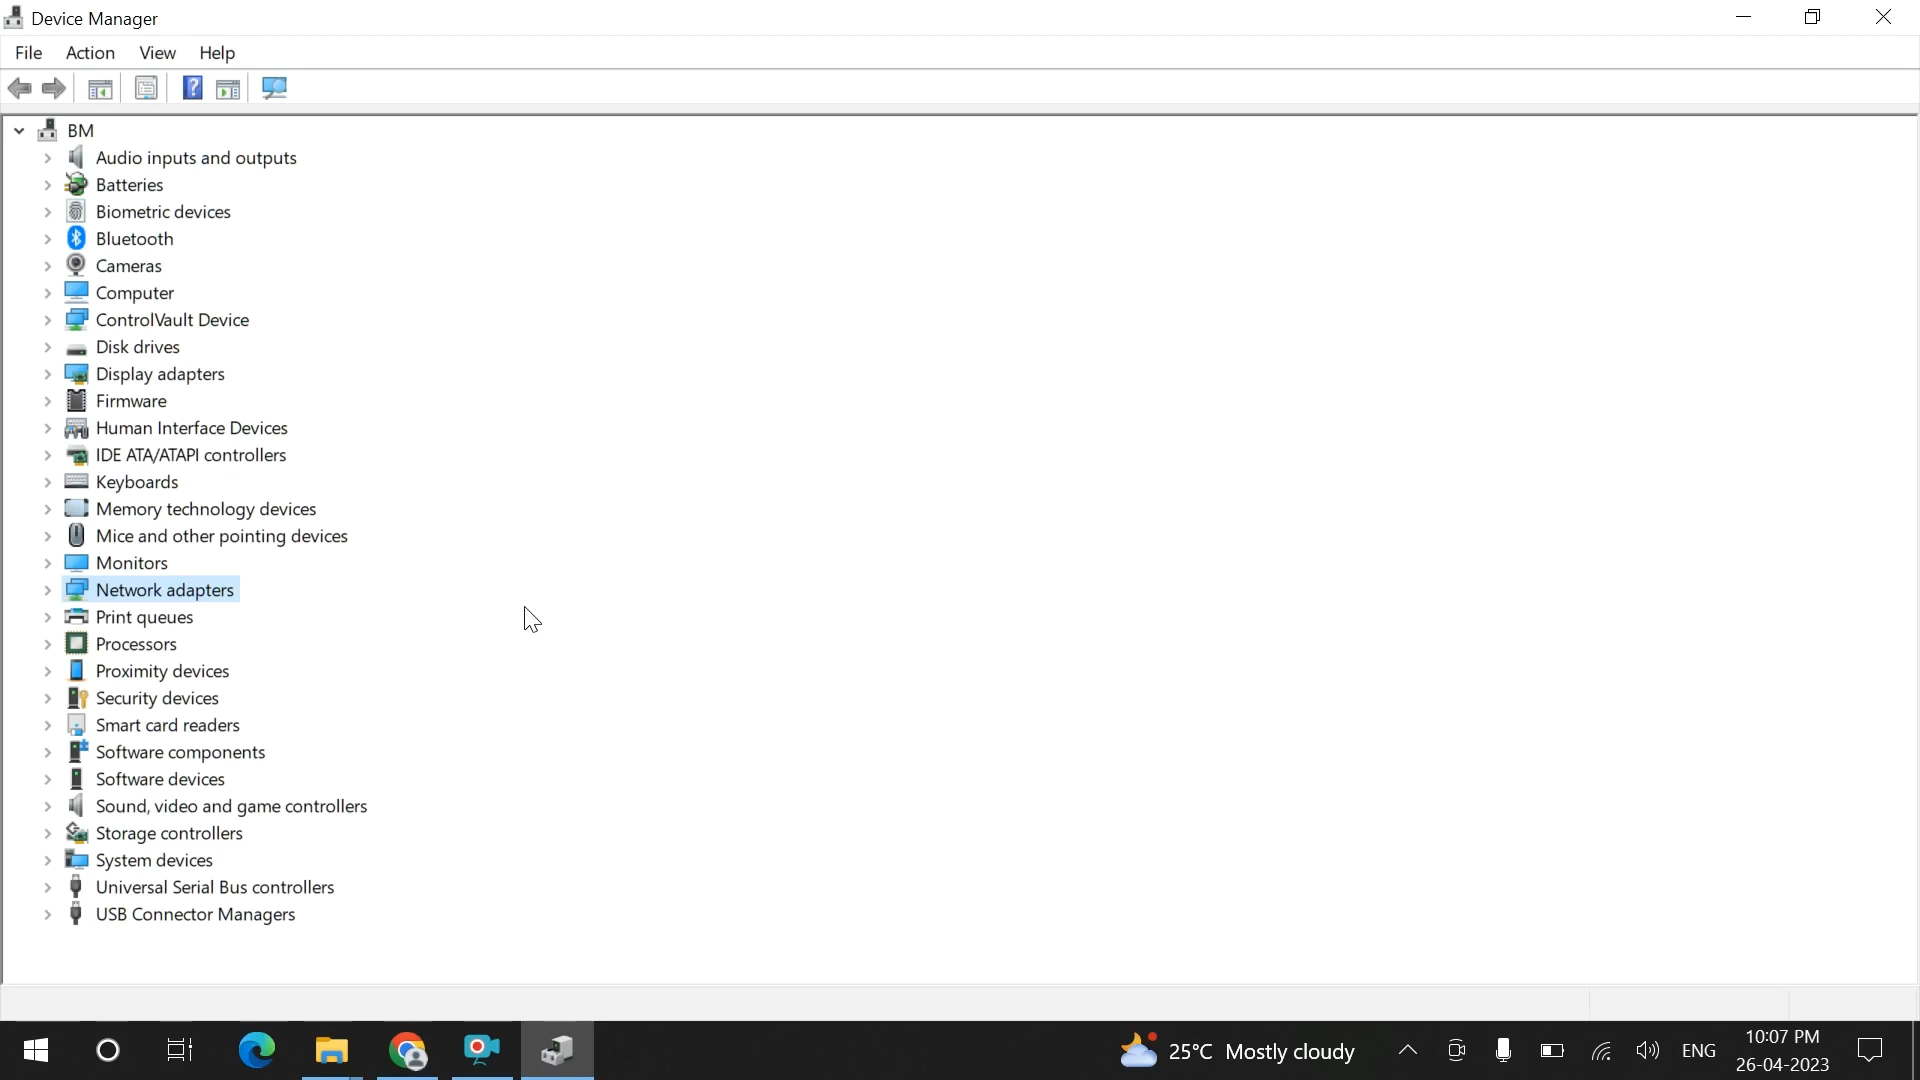 Device Manager
File Action View Help
BM
Audio inputs and outputs
Batteries
Biometric devices
Bluetooth
Cameras
Computer
ControlVault Device
Disk drives
Display adapters
Firmware
Human Interface Devices
IDE ATA/ATAPI controllers
Keyboards
Memory technology devices
Mice and other pointing devices
Monitors
Network adapters
Print queues
Processors
Proximity devices
Security devices
Smart card readers
Software components
Software devices
Sound, video and game controllers
Storage controllers
System devices
Universal Serial Bus controllers
USB Connector Managers
25°C Mostly cloudy
ENG
10:07 PM
26-04-2023